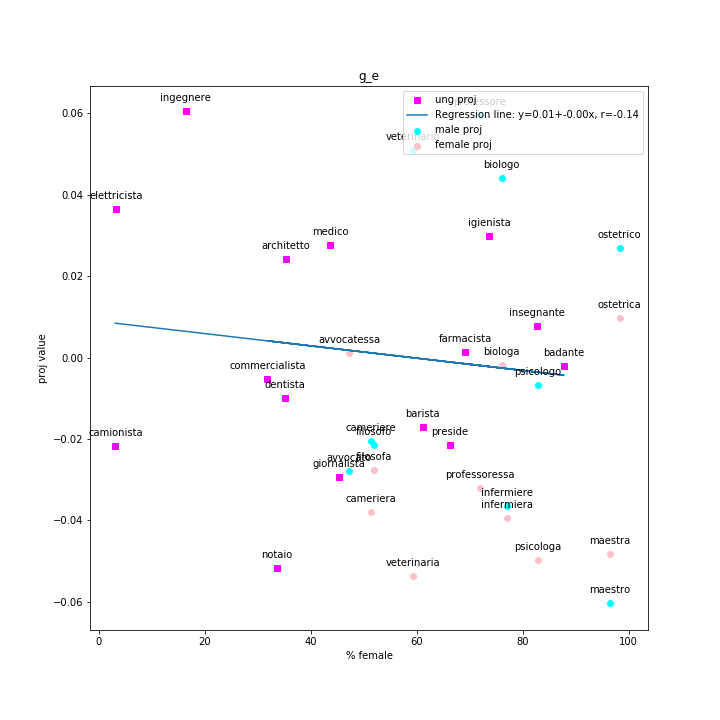 g_e
ung proj
Regression line: y=0.01+-0.00x, r=-0.14
male proj
female proj
professore
veterinario
ingegnere
biologo
elettricista
igienista
medico
ostetrico
architetto
ostetrica
insegnante
avvocatessa
farmacista
biologa
badante
commercialista
psicologo
dentista
barista
cameriere
filosofo
camionista
preside
avvocato
filosofa
giornalista
professoressa
cameriera
infermiere
infermiera
notaio
veterinaria
psicologa
maestra
maestro
0.06
0.04
0.02
0.00
−0.02
−0.04
−0.06
proj value
0
20
40
60
80
100
% female